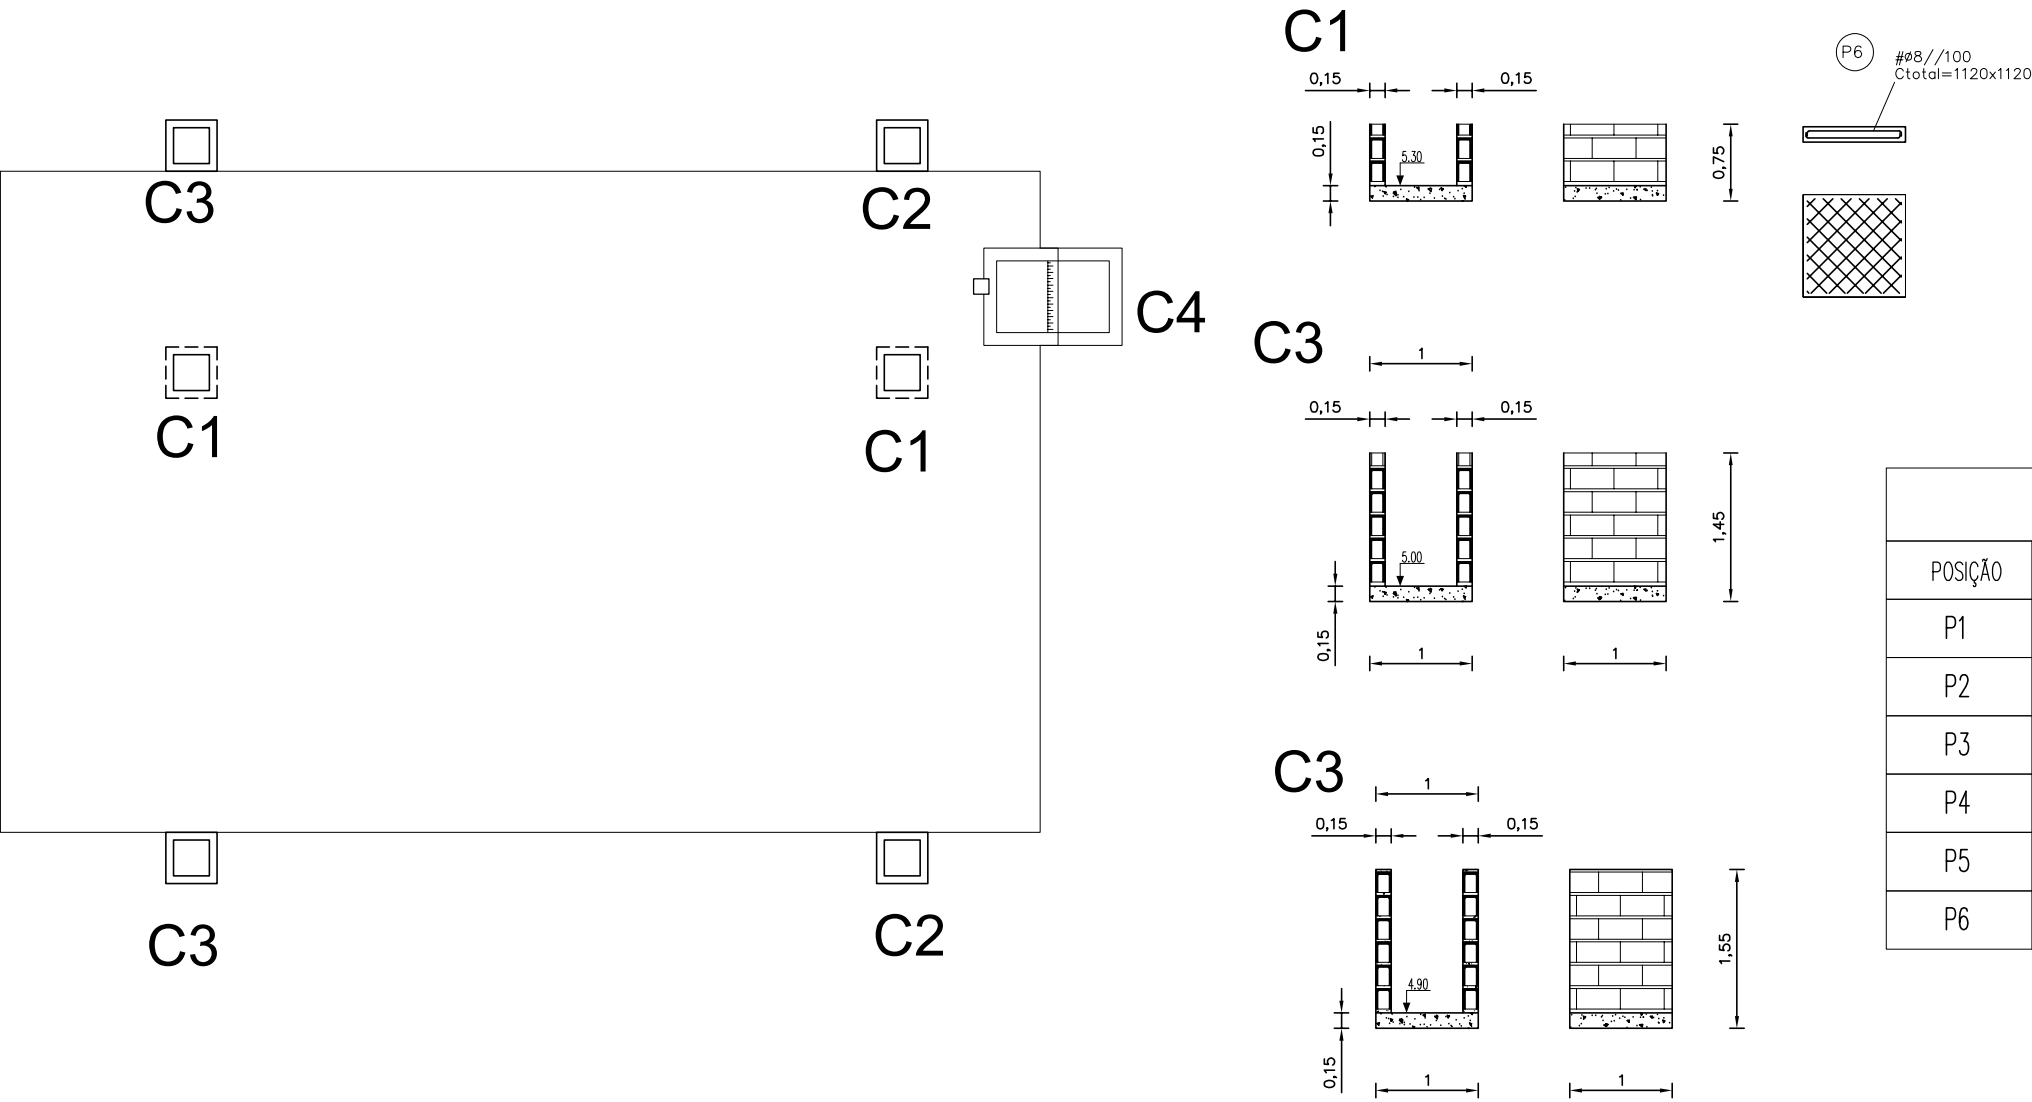 C3
C2
C4
C1
C1
C3
C2
C1
0,15
0,15
0,15
5.30
0,75
P6
#ø8//100
Ctotal=1120x1120
C3
1
0,15
0,15
5.00
1,45
0,15
1
1
C3
1
0,15
0,15
4.90
1,55
0,15
1
1
POSIÇÃO
P1
P2
P3
P4
P5
P6